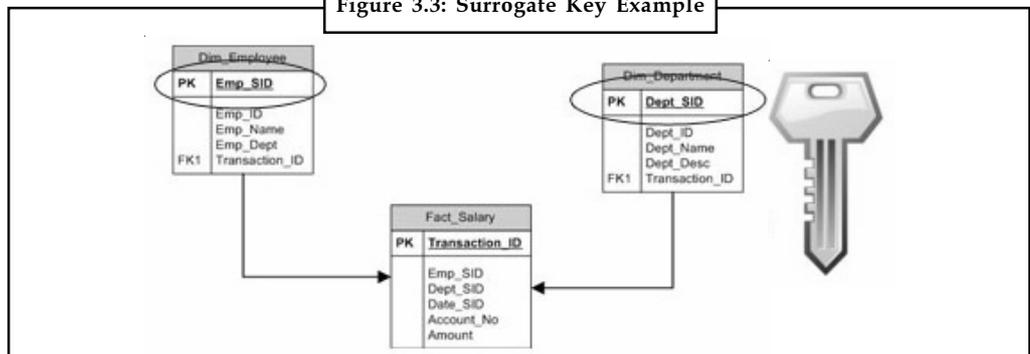 Figure 3.3: Surrogate Key Example
Dim_Employee
PK Emp_SID
Emp_ID
Emp_Name
Emp_Dept
FK1 Transaction_ID
Dim_Department
PK Dept_SID
Dept_ID
Dept_Name
Dept_Desc
FK1 Transaction_ID
Fact_Salary
PK Transaction_ID
Emp_SID
Dept_SID
Date_SID
Account_No
Amount